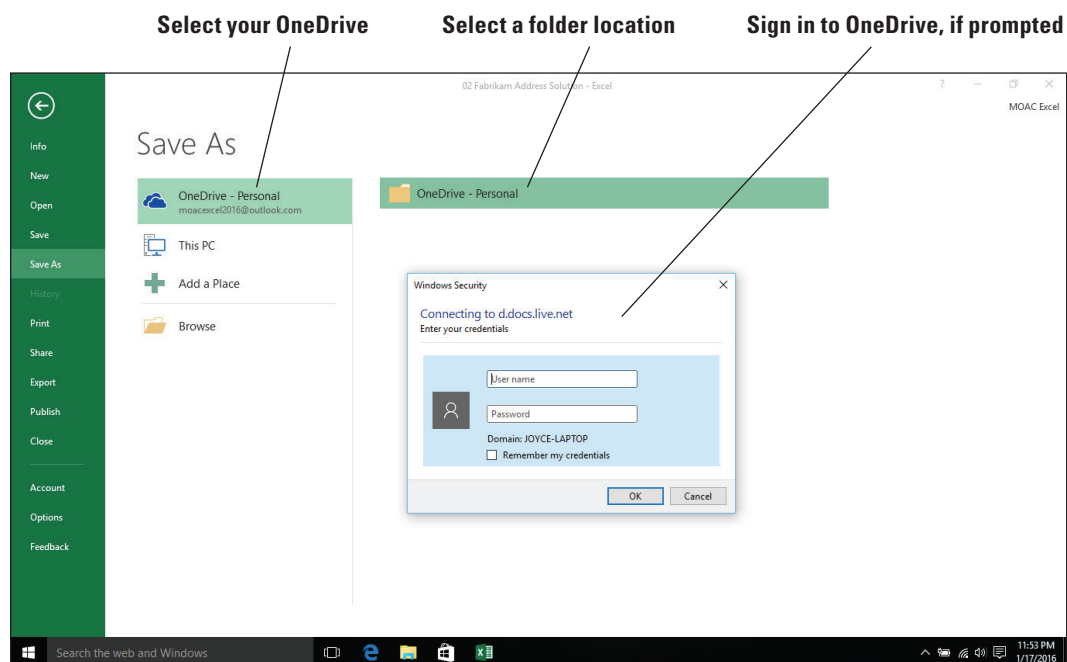 Select your OneDrive
Select a folder location
Sign in to OneDrive, if prompted
02 Fabrikam Address Solution - Excel
?
MOAC Excel
Info
New
Open
Save
Save As
History
Print
Share
Export
Publish
Close
Account
Options
Feedback
Save As
OneDrive - Personal
moacexcel2016@outlook.com
This PC
Add a Place
Browse
OneDrive - Personal
Windows Security
Connecting to d.docs.live.net
Enter your credentials
User name
Password
Domain: JOYCE-LAPTOP
Remember my credentials
OK
Cancel
Search the web and Windows
11:53 PM
1/17/2016